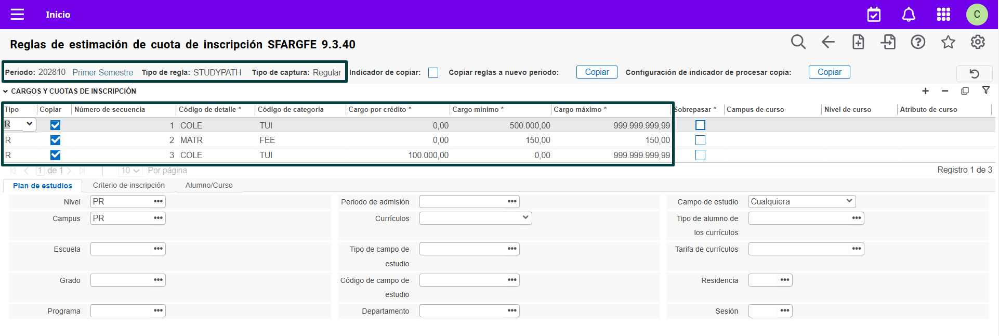 Inicio
C
Reglas de estimación de cuota de inscripción SFARGFE 9.3.40
Periodo: 202810 Primer Semestre Tipo de regla: STUDYPATH Tipo de captura: Regular Indicador de copiar: Copiar reglas a nuevo periodo: Copiar Configuración de indicador de procesar copia: Copiar
CARGOS Y CUOTAS DE INSCRIPCIÓN
Tipo Copiar Número de secuencia Código de detalle * Código de categoría Cargo por crédito * Cargo mínimo * Cargo máximo * Sobrepasar * Campus de curso Nivel de curso Atributo de curso
R 1 COLE TUI 0,00 500.000,00 999.999.999,99
R 2 MATR FEE 0,00 150,00 150,00
R 3 COLE TUI 100.000,00 0,00 999.999.999,99
1 de 1 10 Por página Registro 1 de 3
Plan de estudios Criterio de inscripción Alumno/Curso
Nivel PR Periodo de admisión Campo de estudio Cualquiera
Campus PR Currículos Tipo de alumno de
los currículos
Escuela Tipo de campo de Tarifa de currículos
estudio
Grado Código de campo de Residencia
estudio
Programa Departamento Sesión